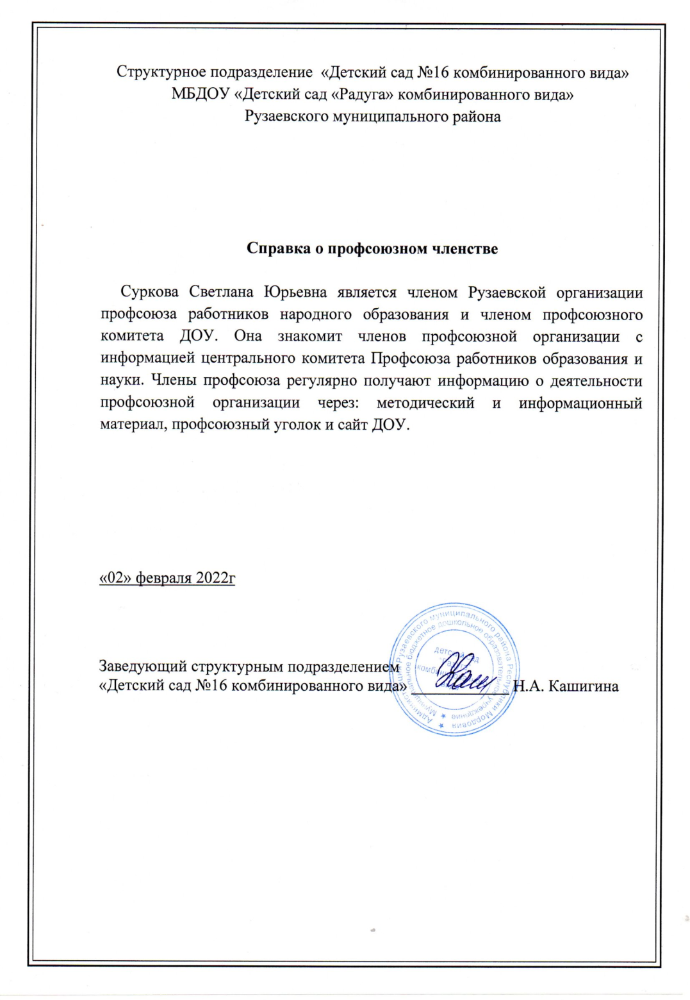 Структурное подразделение «Детский сад №16 комбинированного вида»
МБДОУ «Детский сад «Радуга» комбинированного вида»
Рузаевского муниципального района
Справка о профсоюзном членстве
Суркова Светлана Юрьевна является членом Рузаевской организации
профсоюза работников народного образования и членом профсоюзного
комитета ДОУ. Она знакомит членов профсоюзной организации с
информацией центрального комитета Профсоюза работников образования и
науки. Члены профсоюза регулярно получают информацию о деятельности
профсоюзной организации через: методический и информационный
материал, профсоюзный уголок и сайт ДОУ.
«02» февраля 2022г
Заведующий структурным подразделением
«Детский сад №16 комбинированного вида» ____________ Н.А. Кашигина
Администрация Рузаевского муниципального района Республики Мордовия ★
Муниципальное бюджетное дошкольное образовательное учреждение ★
детский сад